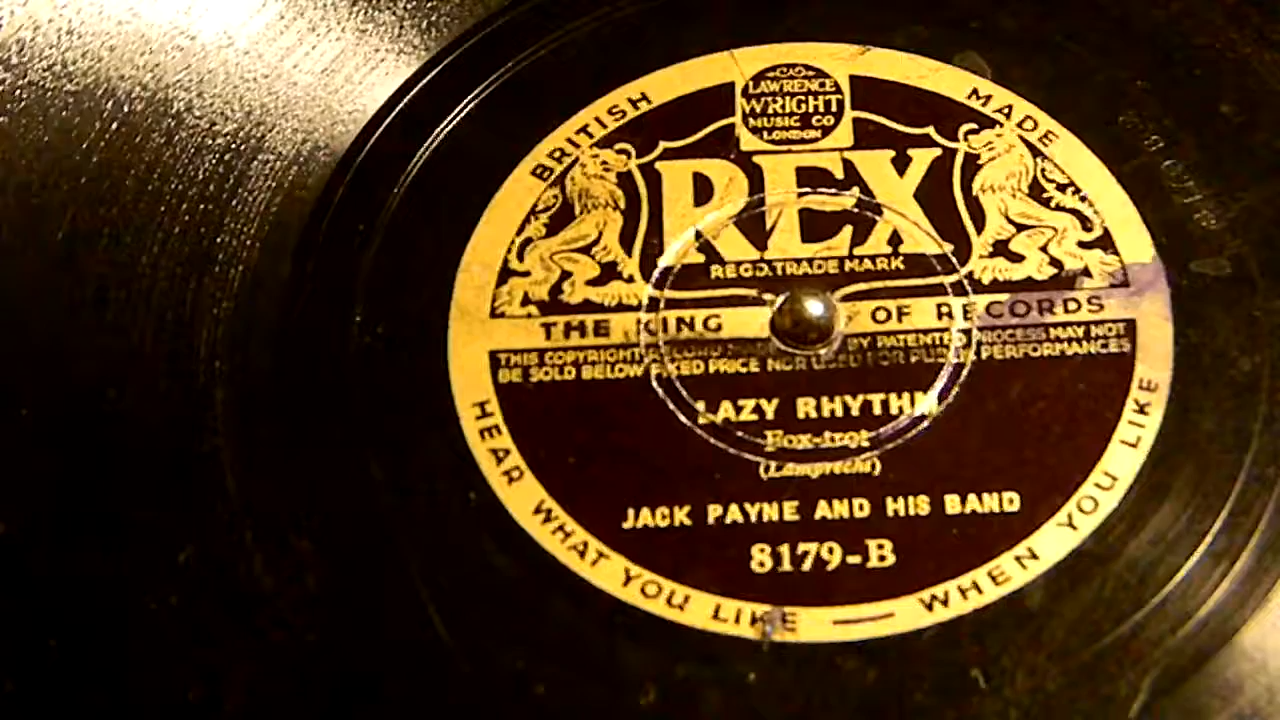 BRITISH MADE
LAWRENCE
WRIGHT
MUSIC CO
LONDON
REX
REGD. TRADE MARK
THE KING OF RECORDS
THIS COPYRIGHT RECORD BY PATENTED PROCESS MAY NOT
BE SOLD BELOW FIXED PRICE NOR USED FOR PUBLIC PERFORMANCES
LAZY RHYTHM
Fox-trot
(Lamprecht)
JACK PAYNE AND HIS BAND
8179-B
HEAR WHAT YOU LIKE — WHEN YOU LIKE